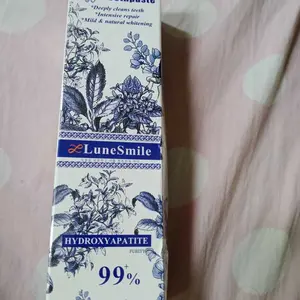 *Deeply cleans teeth
*Intensive repair
*Mild & natural whitening
LuneSmile
HYDROXYAPATITE
99%